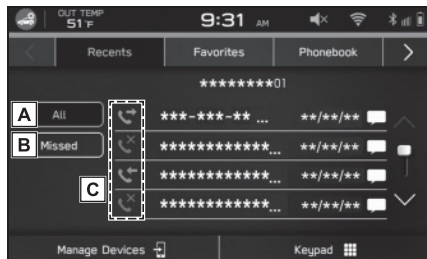 OUT TEMP
51°F
9:31 AM
Recents
Favorites
Phonebook
********01
A
All
***-***-** ...
**/**/**
B
Missed
************...
**/**/**
C
************...
**/**/**
************...
**/**/**
Manage Devices
Keypad